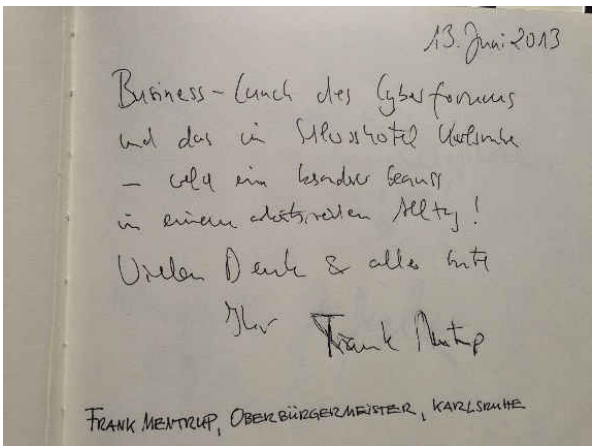 13. Juni 2013
Business-Lunch des Cyberforums
und das im Schlosshotel Karlsruhe
– welch ein besonderer Genuss
in einem arbeitsreichen Alltag!
Vielen Dank & alles Gute
Ihr Frank Mentrup
FRANK MENTRUP, OBERBÜRGERMEISTER, KARLSRUHE